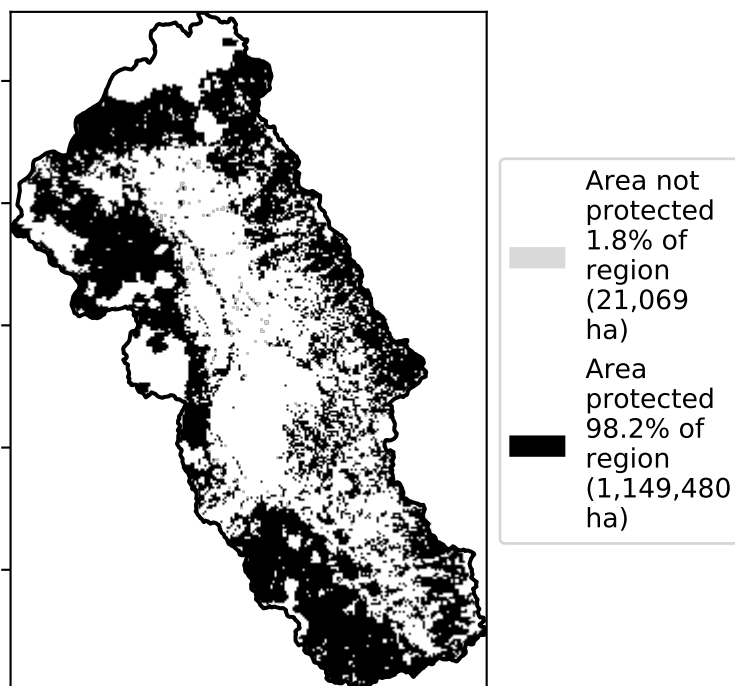 Area not
protected
1.8% of
region
(21,069
ha)
Area
protected
98.2% of
region
(1,149,480
ha)